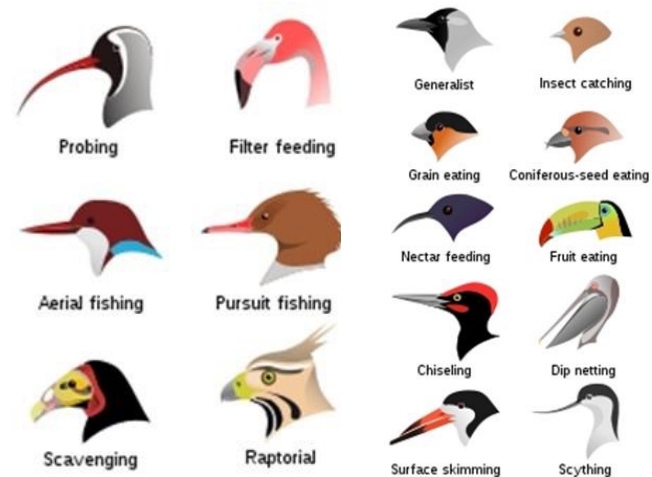 Probing
Filter feeding
Aerial fishing
Pursuit fishing
Scavenging
Raptorial
Generalist
Insect catching
Grain eating
Coniferous-seed eating
Nectar feeding
Fruit eating
Chiseling
Dip netting
Surface skimming
Scything